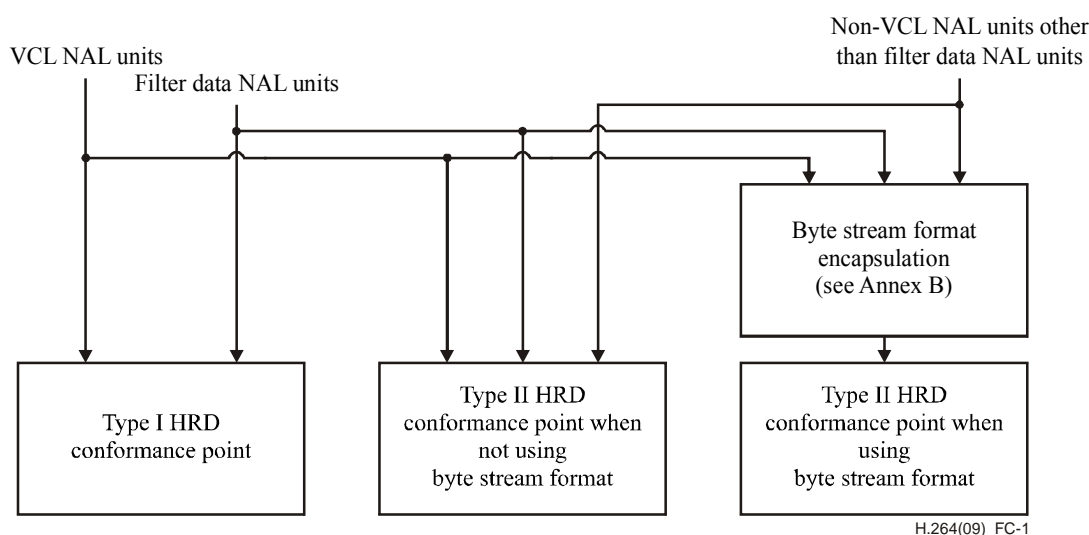 Non-VCL NAL units other
than filter data NAL units
VCL NAL units
Filter data NAL units
Byte stream format
encapsulation
(see Annex B)
Type I HRD
conformance point
Type II HRD
conformance point when
not using
byte stream format
Type II HRD
conformance point when
using
byte stream format
H.264(09)_FC-1